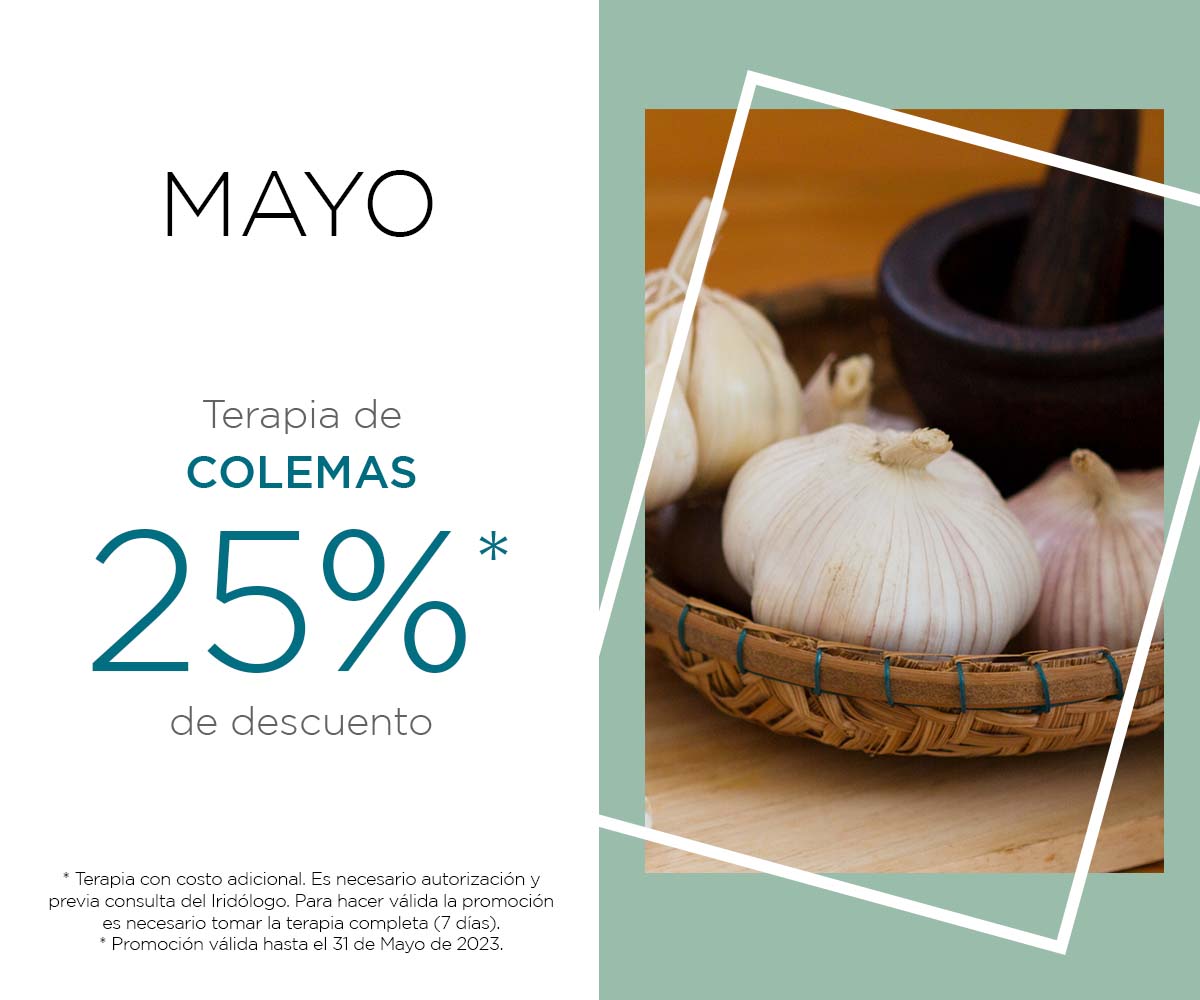 MAYO
Terapia de
COLEMAS
25%*
de descuento
* Terapia con costo adicional. Es necesario autorización y
previa consulta del Iridólogo. Para hacer válida la promoción
es necesario tomar la terapia completa (7 días).
* Promoción válida hasta el 31 de Mayo de 2023.